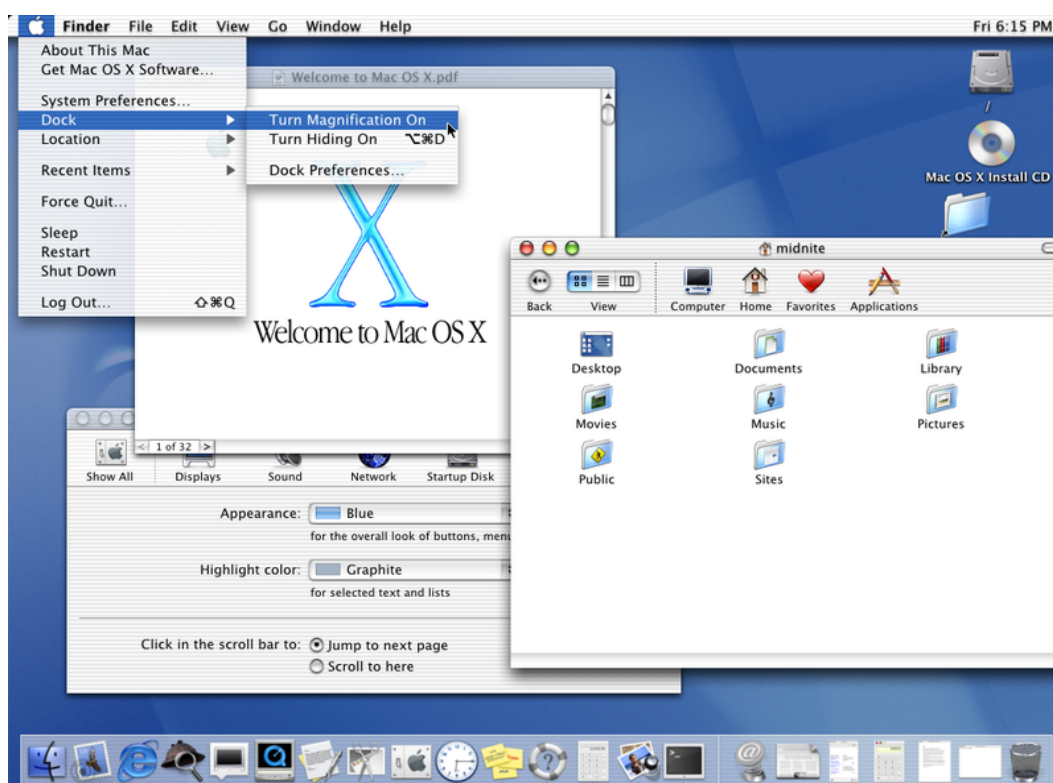 Finder File Edit View Go Window Help Fri 6:15 PM
About This Mac
Get Mac OS X Software...
System Preferences...
Dock
Location
Recent Items
Force Quit...
Sleep
Restart
Shut Down
Log Out... ⇧⌘Q
Turn Magnification On
Turn Hiding On ⌥⌘D
Dock Preferences...
Welcome to Mac OS X.pdf
X
Welcome to Mac OS X
1 of 32
/
Mac OS X Install CD
midnite
Back View Computer Home Favorites Applications
Desktop Documents Library
Movies Music Pictures
Public Sites
Show All Displays Sound Network Startup Disk
Appearance: Blue
for the overall look of buttons, men
Highlight color: Graphite
for selected text and lists
Click in the scroll bar to: Jump to next page
Scroll to here